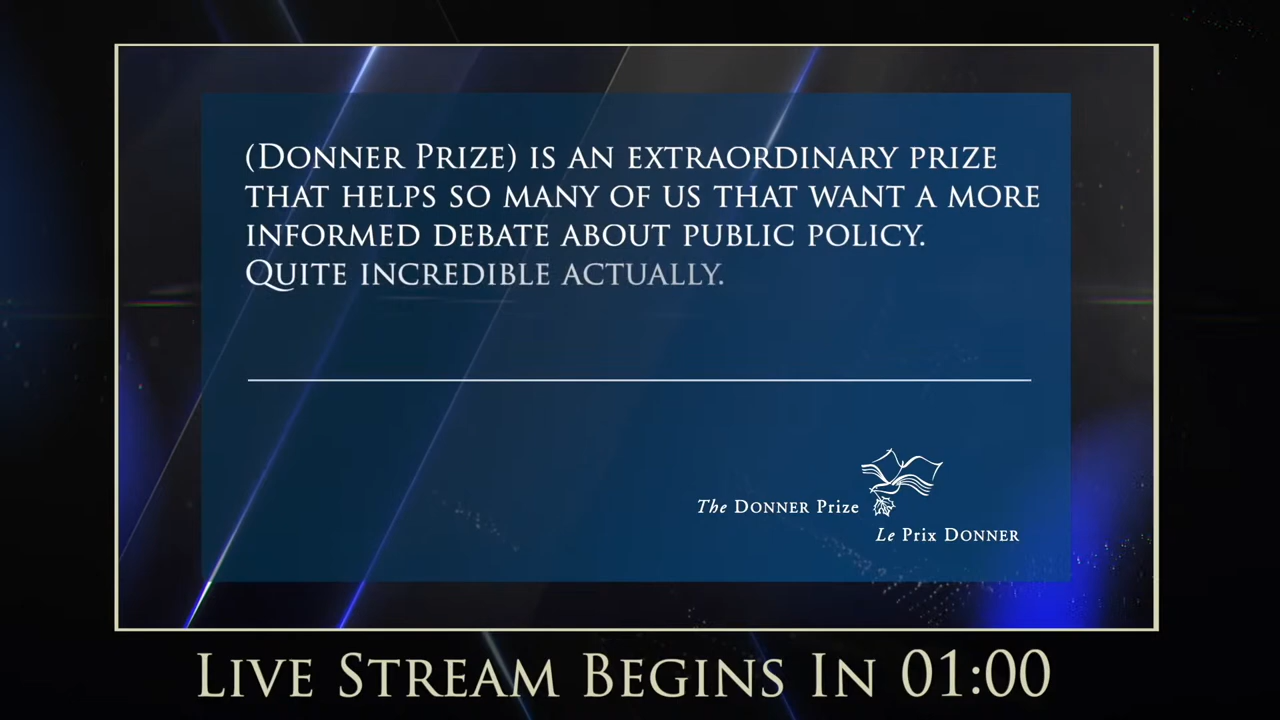 (Donner Prize) is an extraordinary prize
that helps so many of us that want a more
informed debate about public policy.
Quite incredible actually.
The Donner Prize
Le Prix Donner
Live Stream Begins In 01:00